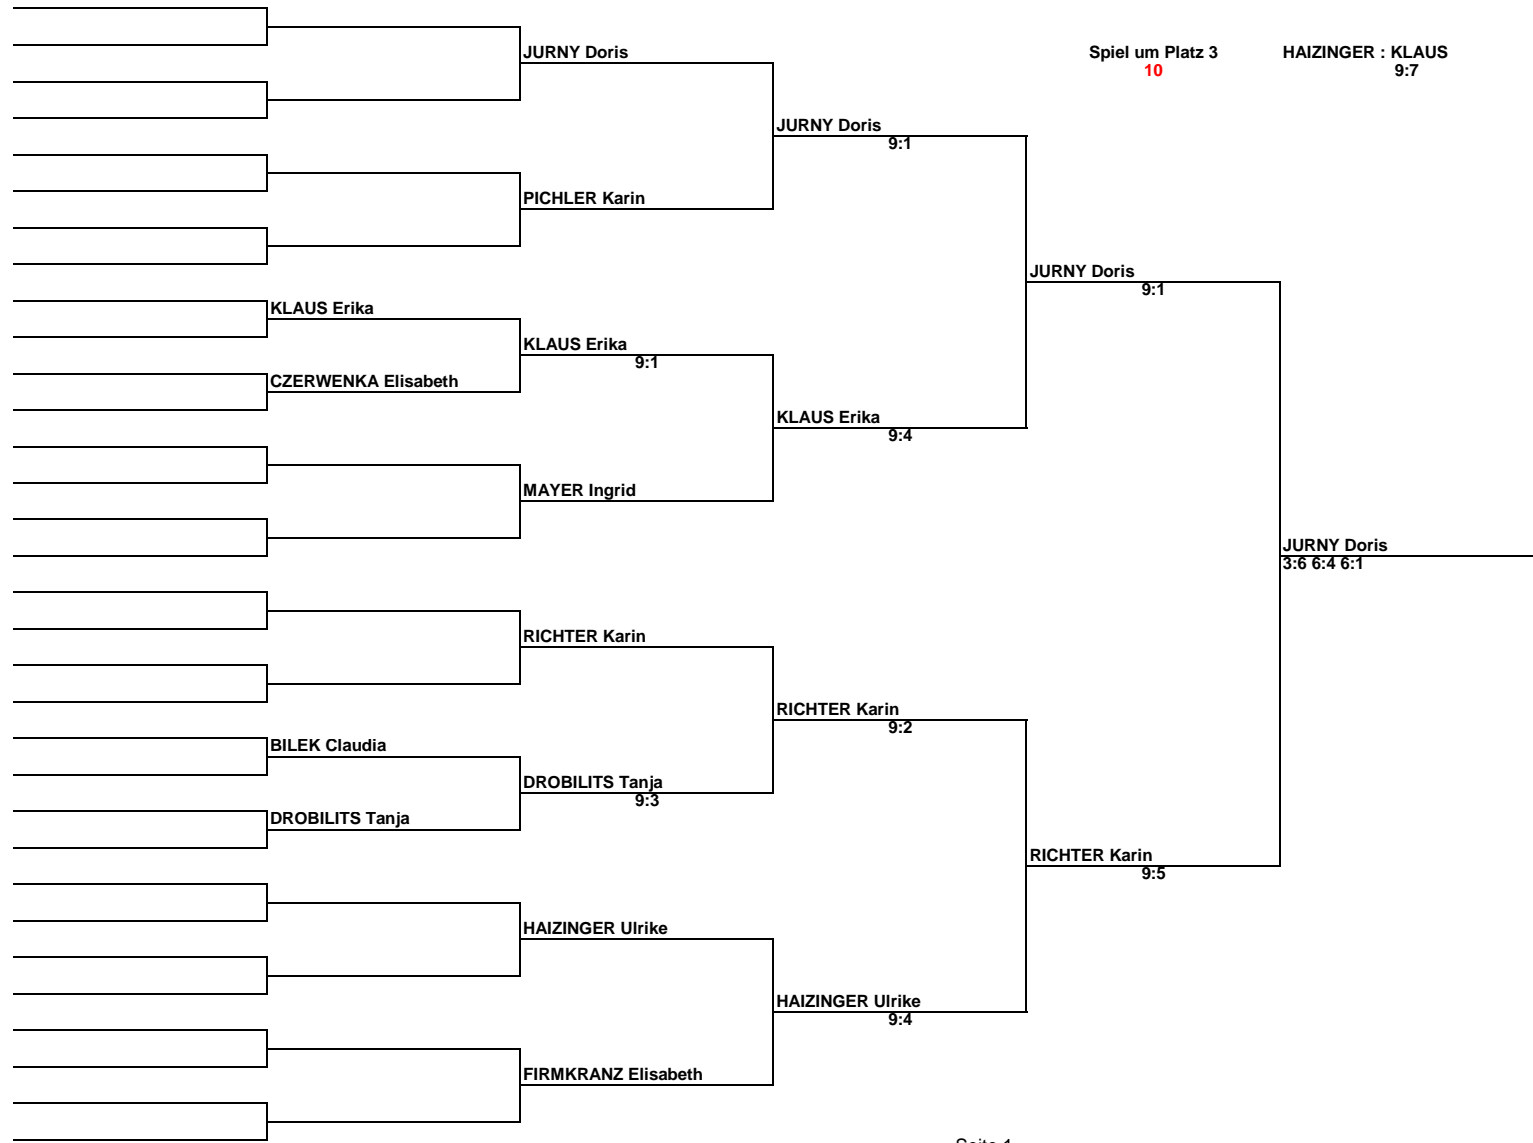 JURNY Doris
Spiel um Platz 3 HAIZINGER : KLAUS
10 9:7
JURNY Doris
9:1
PICHLER Karin
JURNY Doris
9:1
KLAUS Erika
KLAUS Erika
9:1
CZERWENKA Elisabeth
KLAUS Erika
9:4
MAYER Ingrid
JURNY Doris
3:6 6:4 6:1
RICHTER Karin
RICHTER Karin
9:2
BILEK Claudia
DROBILITS Tanja
9:3
DROBILITS Tanja
RICHTER Karin
9:5
HAIZINGER Ulrike
HAIZINGER Ulrike
9:4
FIRMKRANZ Elisabeth
Seite 1